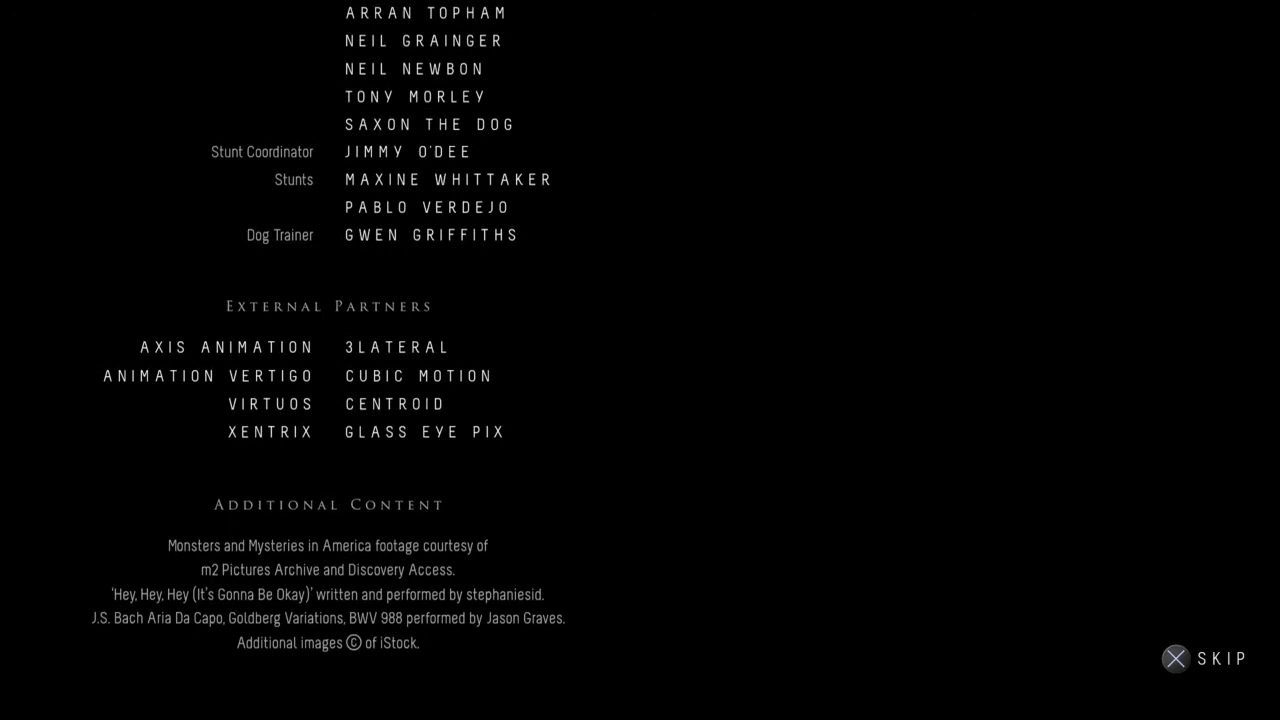 ARRAN TOPHAM
NEIL GRAINGER
NEIL NEWBON
TONY MORLEY
SAXON THE DOG
Stunt Coordinator JIMMY O'DEE
Stunts MAXINE WHITTAKER
PABLO VERDEJO
Dog Trainer GWEN GRIFFITHS
EXTERNAL PARTNERS
AXIS ANIMATION 3LATERAL
ANIMATION VERTIGO CUBIC MOTION
VIRTUOS CENTROID
XENTRIX GLASS EYE PIX
ADDITIONAL CONTENT
Monsters and Mysteries in America footage courtesy of
m2 Pictures Archive and Discovery Access.
'Hey, Hey, Hey (It's Gonna Be Okay)' written and performed by stephaniesid.
J.S. Bach Aria Da Capo, Goldberg Variations, BWV 988 performed by Jason Graves.
Additional images © of iStock.
SKIP